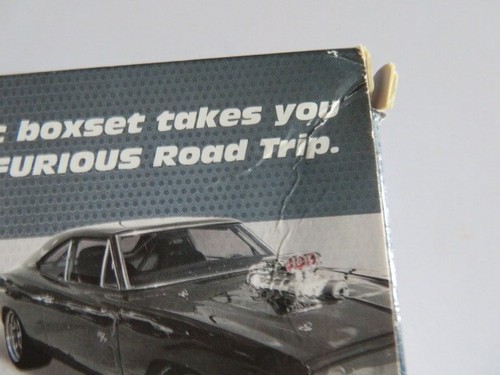 boxset takes you
FURIOUS Road Trip.